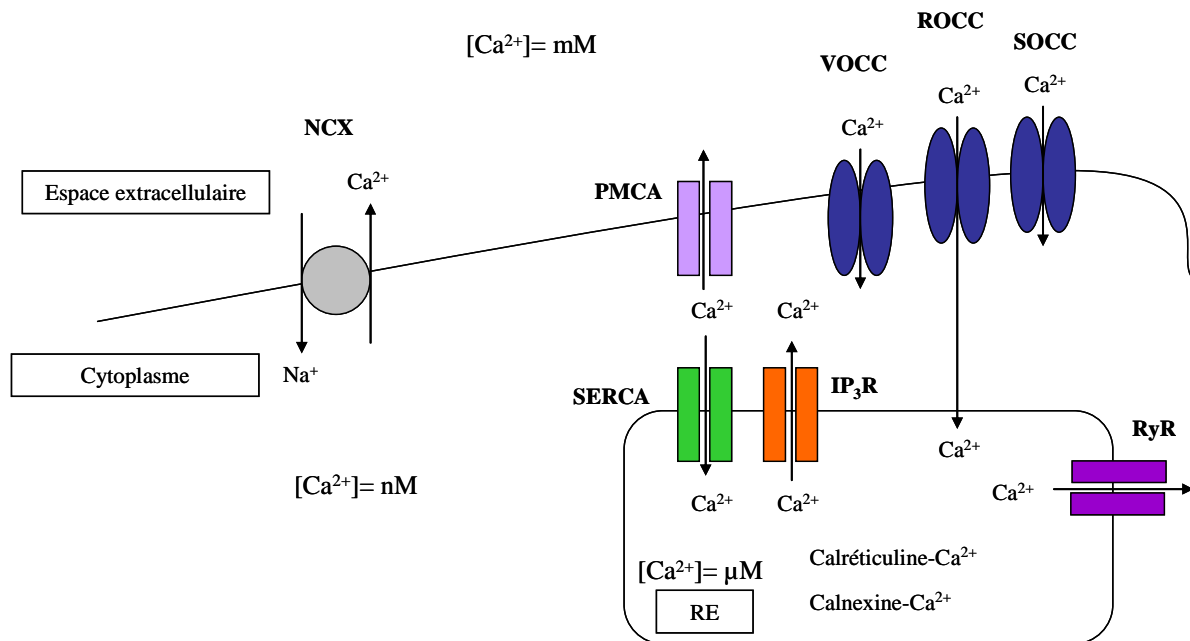 ROCC
[Ca²⁺]= mM
SOCC
VOCC
Ca²⁺
Ca²⁺
NCX
Ca²⁺
Espace extracellulaire
Ca²⁺
PMCA
Ca²⁺
Ca²⁺
Cytoplasme
Na⁺
SERCA
IP₃R
RyR
Ca²⁺
[Ca²⁺]= nM
Ca²⁺
Ca²⁺
Ca²⁺
Calréticuline-Ca²⁺
[Ca²⁺]= µM
RE
Calnexine-Ca²⁺